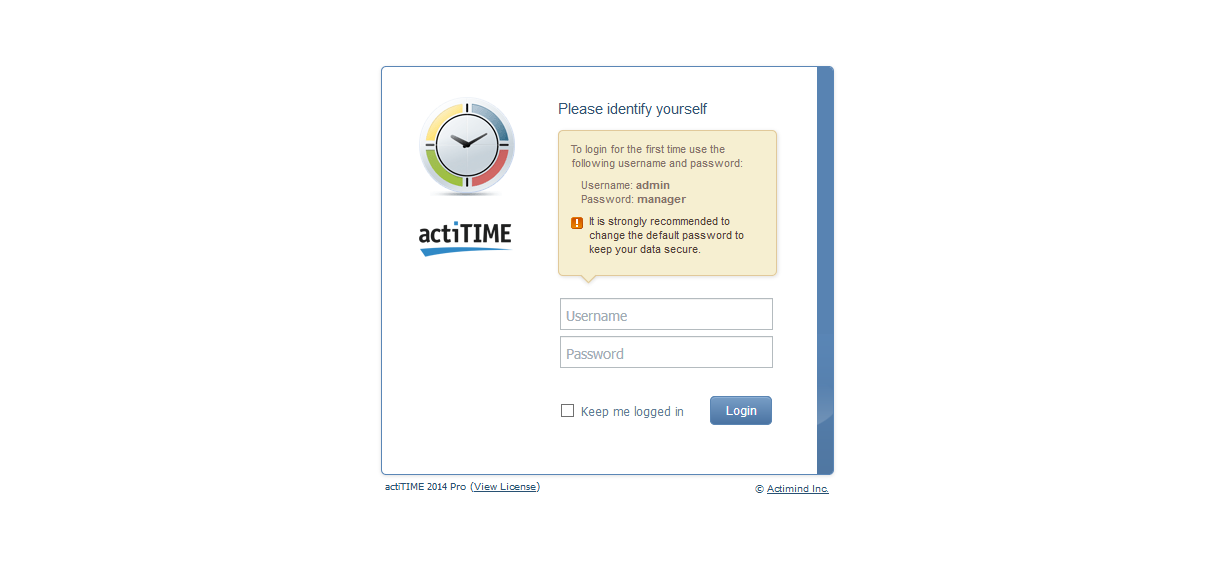 Please identify yourself
To login for the first time use the
following username and password:
Username: admin
Password: manager
It is strongly recommended to
change the default password to
keep your data secure.
actiTIME
Username
Password
Keep me logged in
Login
actiTIME 2014 Pro (View License)
© Actimind Inc.